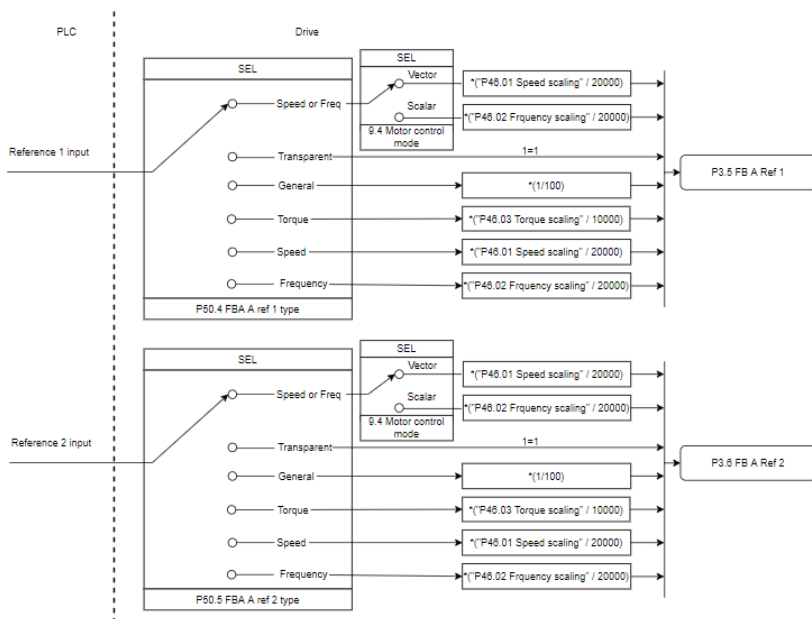 PLC
Drive
SEL
SEL
Vector
Speed or Freq
*("P46.01 Speed scaling" / 20000)
Scalar
*("P46.02 Frquency scaling" / 20000)
9.4 Motor control
mode
Reference 1 input
Transparent
1=1
P3.5 FB A Ref 1
General
*(1/100)
Torque
*("P46.03 Torque scaling" / 10000)
Speed
*("P46.01 Speed scaling" / 20000)
Frequency
*("P46.02 Frquency scaling" / 20000)
P50.4 FBA A ref 1 type
SEL
SEL
Vector
Speed or Freq
*("P46.01 Speed scaling" / 20000)
Scalar
*("P46.02 Frquency scaling" / 20000)
9.4 Motor control
mode
Reference 2 input
Transparent
1=1
P3.6 FB A Ref 2
General
*(1/100)
Torque
*("P46.03 Torque scaling" / 10000)
Speed
*("P46.01 Speed scaling" / 20000)
Frequency
*("P46.02 Frquency scaling" / 20000)
P50.5 FBA A ref 2 type